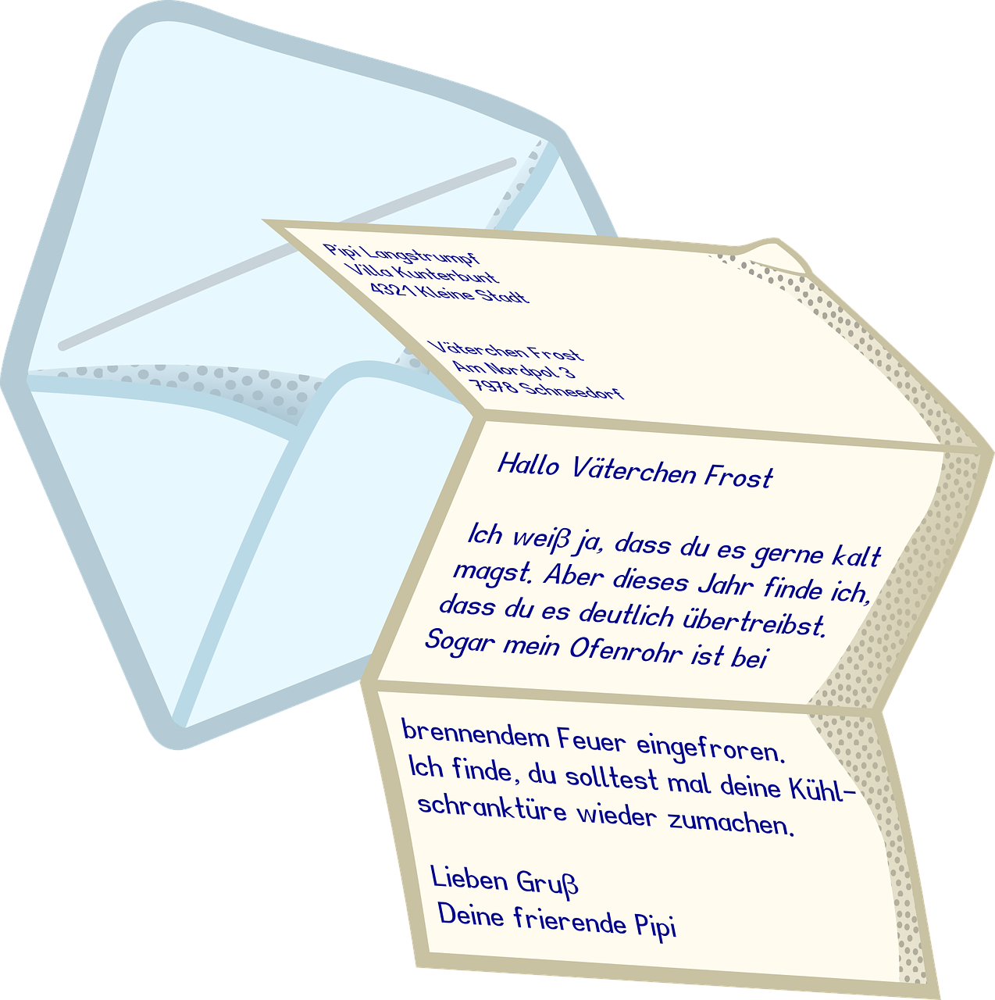 Pipi Langstrumpf
Villa Kunterbunt
4321 Kleine Stadt
Väterchen Frost
Am Nordpol 3
7978 Schneedorf
Hallo Väterchen Frost
Ich weiß ja, dass du es gerne kalt
magst. Aber dieses Jahr finde ich,
dass du es deutlich übertreibst.
Sogar mein Ofenrohr ist bei
brennendem Feuer eingefroren.
Ich finde, du solltest mal deine Kühl-
schranktüre wieder zumachen.
Lieben Gruß
Deine frierende Pipi